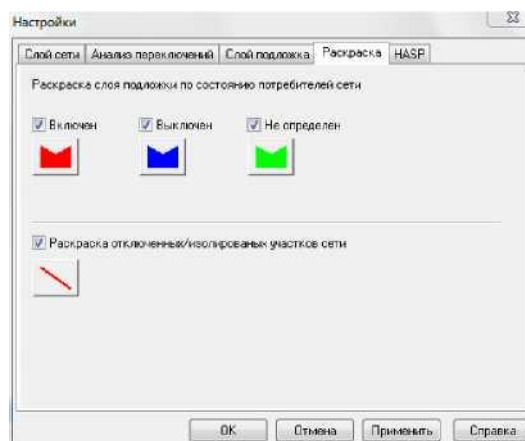 Настройки
Слой сети Анализ переключений Слой подложка Раскраска HASP
Раскраска слоя подложки по состоянию потребителей сети
Включен Выключен Не определен
Раскраска отключенных/изолированых участков сети
OK Отмена Применить Справка